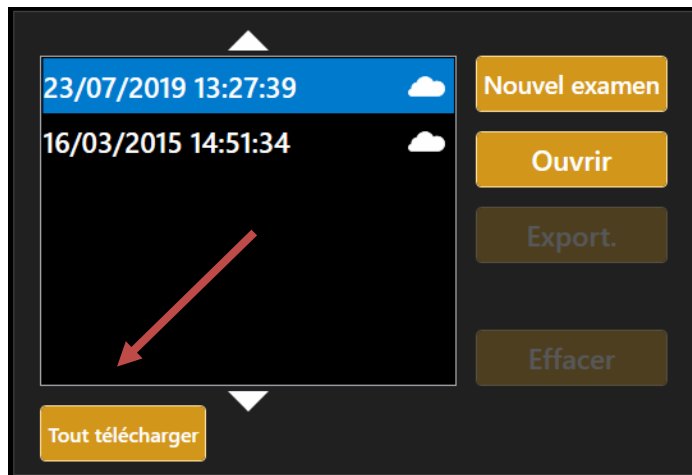 23/07/2019 13:27:39
16/03/2015 14:51:34
Nouvel examen
Ouvrir
Export.
Effacer
Tout télécharger